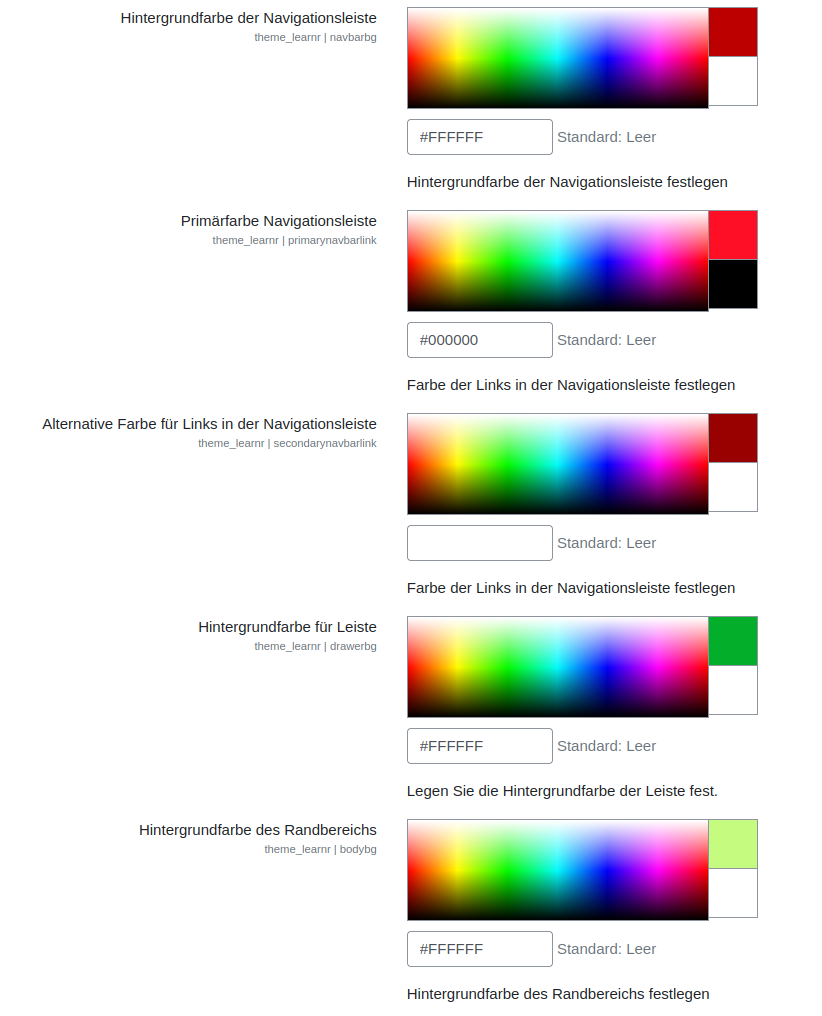 Hintergrundfarbe der Navigationsleiste
theme_learnr | navbarbg
#FFFFFF Standard: Leer
Hintergrundfarbe der Navigationsleiste festlegen
Primärfarbe Navigationsleiste
theme_learnr | primarynavbarlink
#000000 Standard: Leer
Farbe der Links in der Navigationsleiste festlegen
Alternative Farbe für Links in der Navigationsleiste
theme_learnr | secondarynavbarlink
Standard: Leer
Farbe der Links in der Navigationsleiste festlegen
Hintergrundfarbe für Leiste
theme_learnr | drawerbg
#FFFFFF Standard: Leer
Legen Sie die Hintergrundfarbe der Leiste fest.
Hintergrundfarbe des Randbereichs
theme_learnr | bodybg
#FFFFFF Standard: Leer
Hintergrundfarbe des Randbereichs festlegen